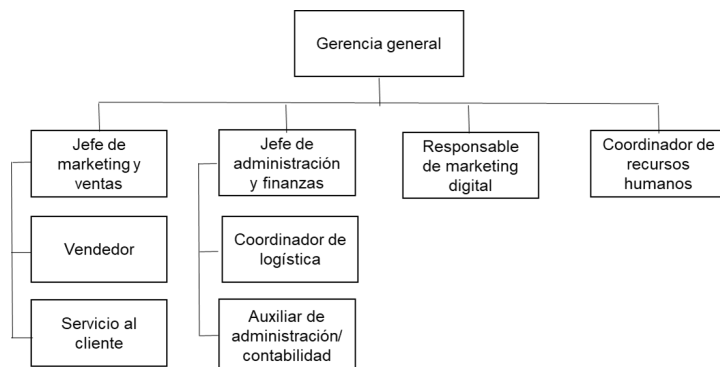 Gerencia general
Jefe de
marketing y
ventas
Jefe de
administración
y finanzas
Responsable
de marketing
digital
Coordinador de
recursos
humanos
Vendedor
Coordinador de
logística
Servicio al
cliente
Auxiliar de
administración/
contabilidad